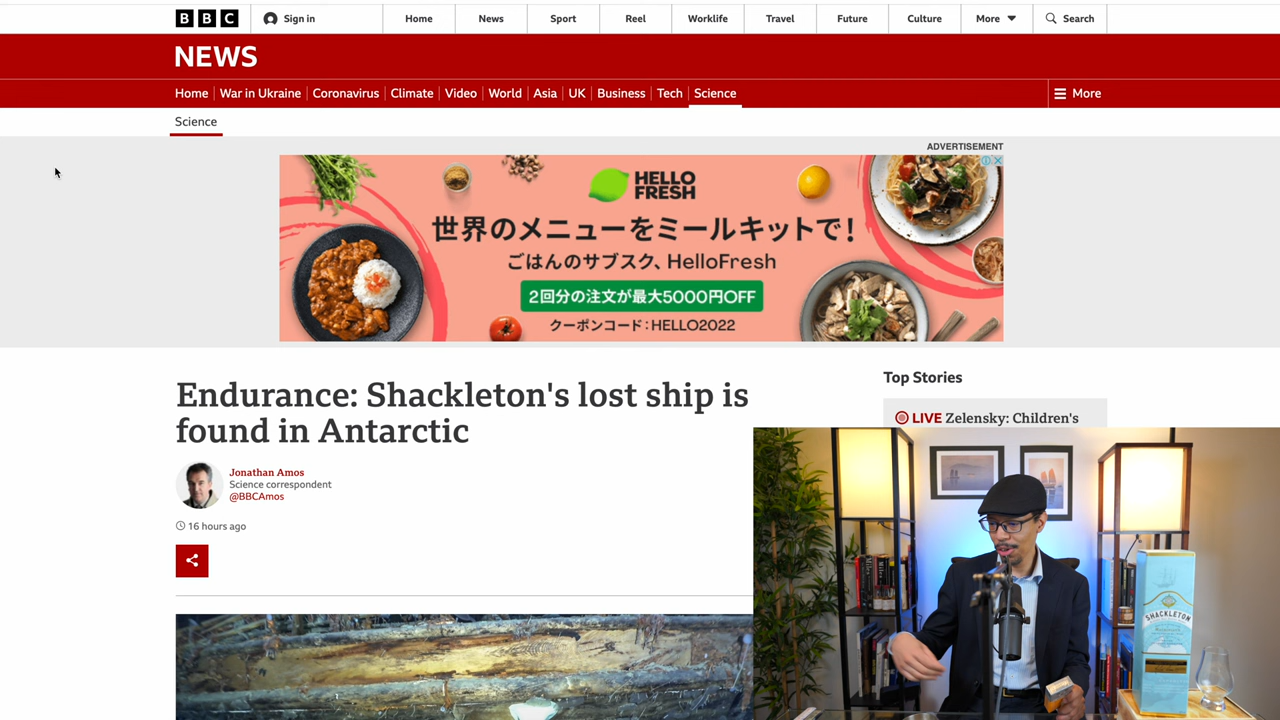 BBC
Sign in
Home
News
Sport
Reel
Worklife
Travel
Future
Culture
More
Search
NEWS
Home
War in Ukraine
Coronavirus
Climate
Video
World
Asia
UK
Business
Tech
Science
More
Science
ADVERTISEMENT
HELLO
FRESH
世界のメニューをミールキットで!
ごはんのサブスク、HelloFresh
2回分の注文が最大5000円OFF
クーポンコード:HELLO2022
Endurance: Shackleton's lost ship is
found in Antarctic
Jonathan Amos
Science correspondent
@BBCAmos
16 hours ago
Top Stories
LIVE Zelensky: Children's
SHACKLETON